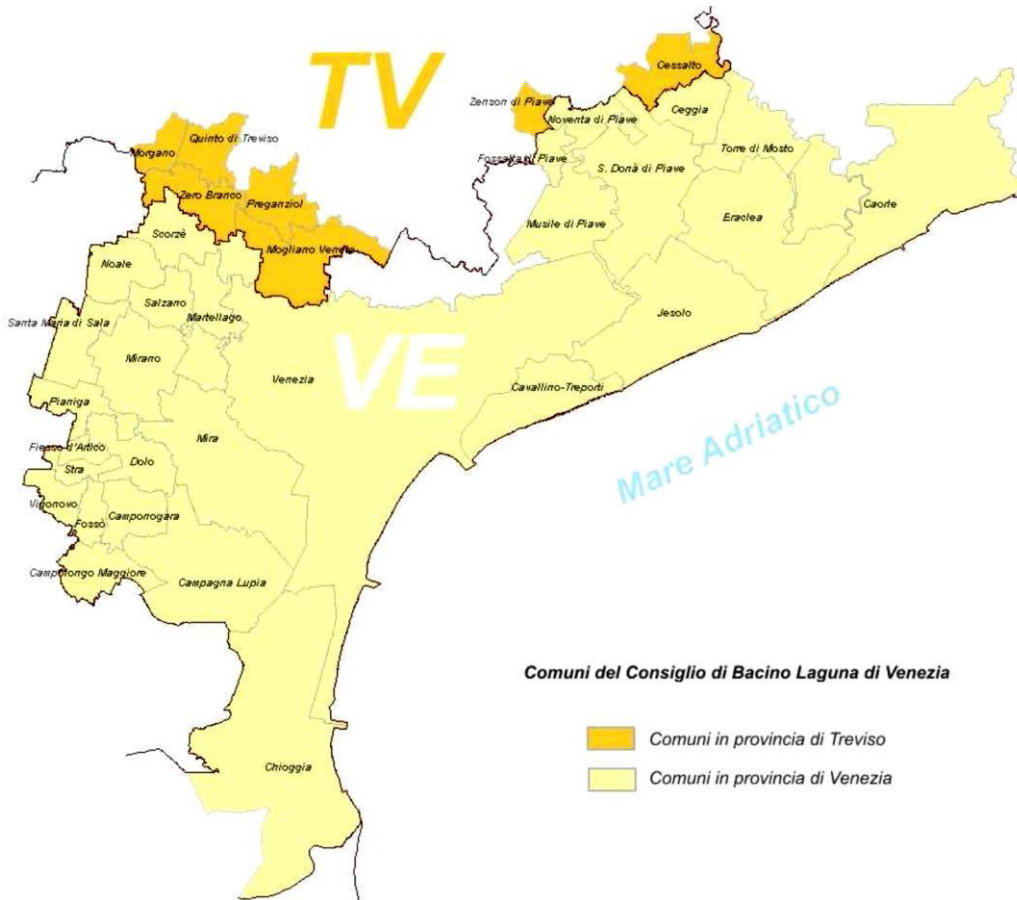 TV
Cessalto
Zenson di Piave
Noventa di Piave
Ceggia
Quinto di Treviso
Morgano
Fossalta di Piave
S. Donà di Piave
Torre di Mosto
Zero Branco
Preganziol
Caorle
Musile di Piave
Eraclea
Scorzè
Mogliano Veneto
Noale
Salzano
Martellago
Santa Maria di Sala
Jesolo
Mirano
VE
Venezia
Cavallino-Treporti
Pianiga
Mare Adriatico
Mira
Fiesso d'Artico
Dolo
Stra
Vigonovo
Fossò
Camponogara
Campolongo Maggiore
Campagna Lupia
Comuni del Consiglio di Bacino Laguna di Venezia
Comuni in provincia di Treviso
Comuni in provincia di Venezia
Chioggia